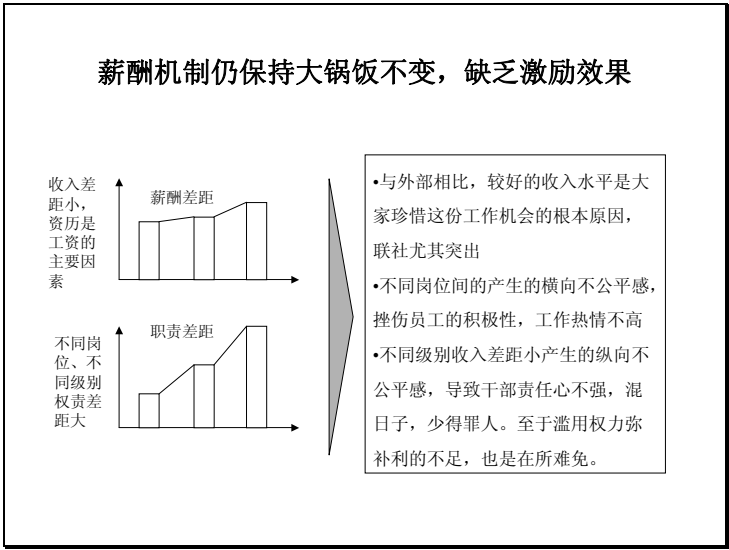 薪酬机制仍保持大锅饭不变，缺乏激励效果
收入差
距小，
资历是
工资的
主要因
素
薪酬差距
不同岗
位、不
同级别
权责差
距大
职责差距
•与外部相比，较好的收入水平是大
家珍惜这份工作机会的根本原因，
联社尤其突出
•不同岗位间的产生的横向不公平感，
挫伤员工的积极性，工作热情不高
•不同级别收入差距小产生的纵向不
公平感，导致干部责任心不强，混
日子，少得罪人。至于滥用权力弥
补利的不足，也是在所难免。